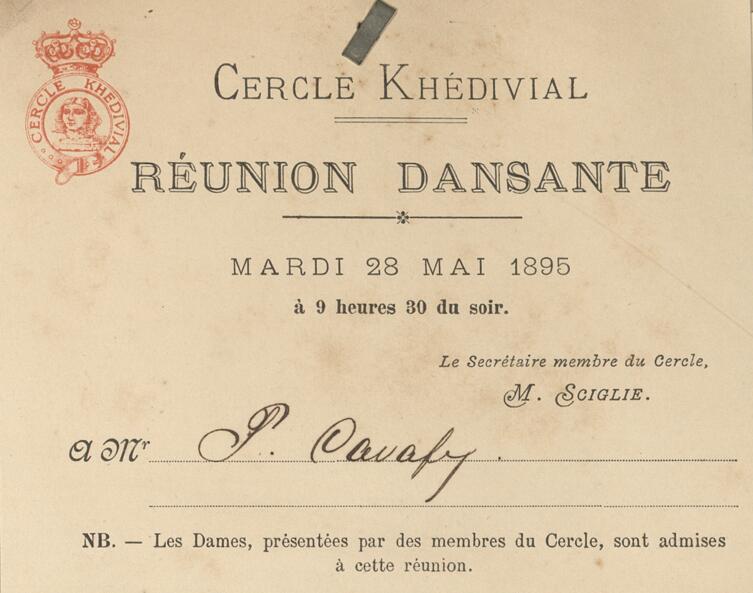 CERCLE KHÉDIVIAL
CERCLE KHÉDIVIAL
RÉUNION DANSANTE
MARDI 28 MAI 1895
à 9 heures 30 du soir.
Le Secrétaire membre du Cercle,
M. SCIGLIE.
A Mr P. Cavafy.
NB. — Les Dames, présentées par des membres du Cercle, sont admises
à cette réunion.